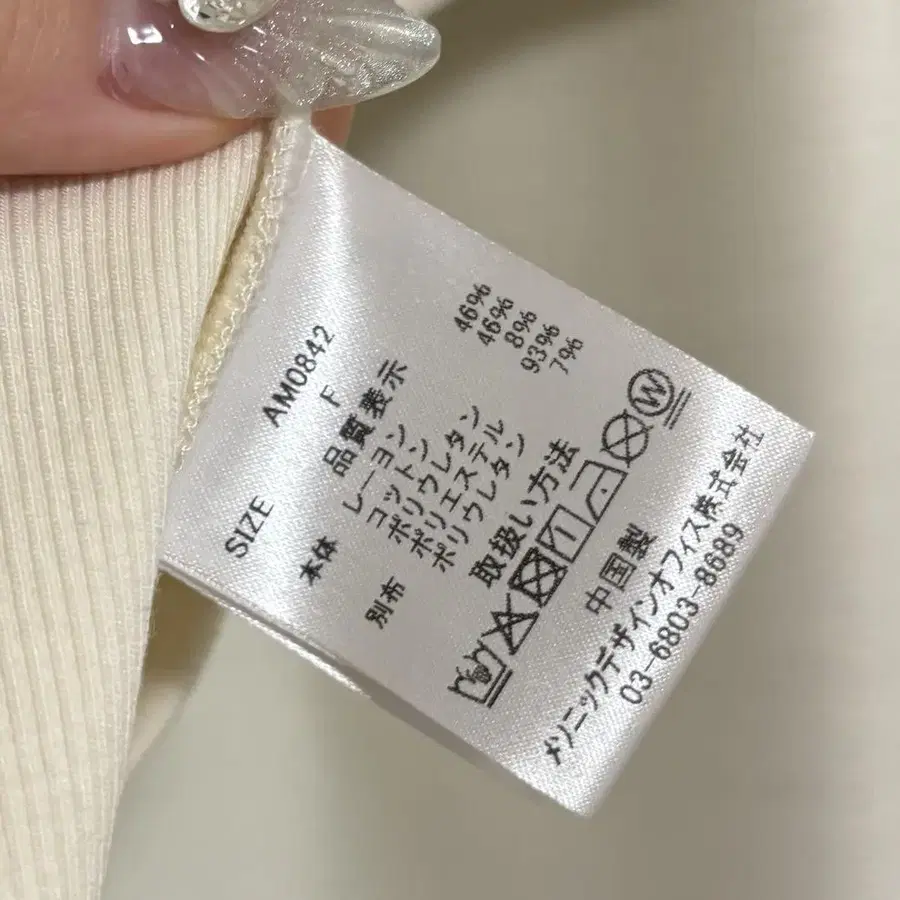 AM0842
SIZE F
品質表示
本体 レーヨン 46%
コットン 46%
ポリウレタン 8%
別布 ポリエステル 93%
ポリウレタン 7%
取扱い方法
W
中国製
メソニックデザインオフィス株式会社
03-6803-8689